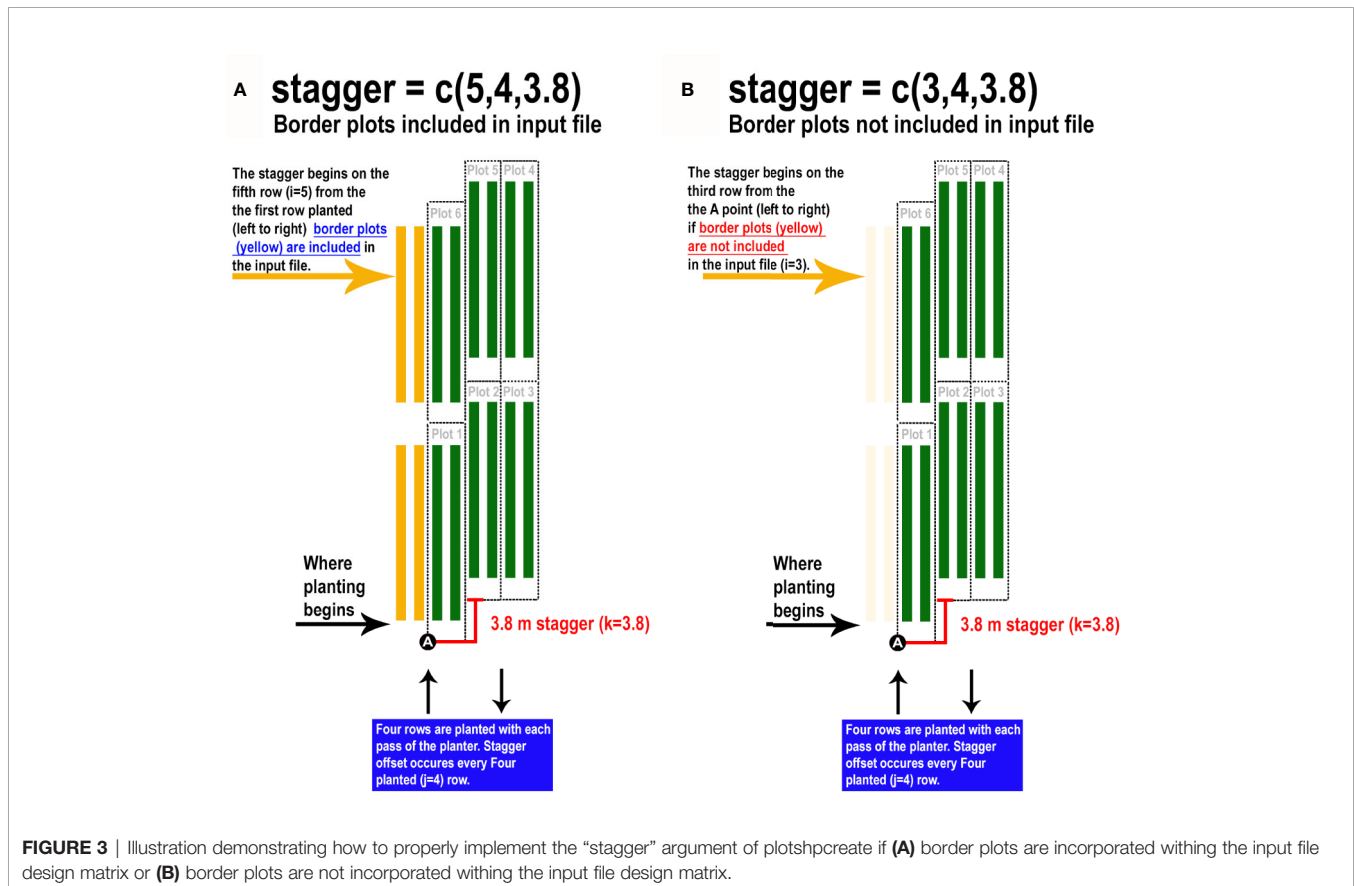 A
stagger = c(5,4,3.8)
Border plots included in input file
The stagger begins on the
fifth row (i=5) from the
the first row planted
(left to right) border plots
(yellow) are included in
the input file.
Plot 5
Plot 4
Plot 6
Plot 2
Plot 3
Plot 1
Where
planting
begins
A
3.8 m stagger (k=3.8)
Four rows are planted with each
pass of the planter. Stagger
offset occures every Four
planted (j=4) row.
B
stagger = c(3,4,3.8)
Border plots not included in input file
The stagger begins on the
third row from the
the A point (left to right)
if border plots (yellow)
are not included
in the input file (i=3).
Plot 5
Plot 4
Plot 6
Plot 2
Plot 3
Plot 1
Where
planting
begins
A
3.8 m stagger (k=3.8)
Four rows are planted with each
pass of the planter. Stagger
offset occures every Four
planted (j=4) row.
FIGURE 3 | Illustration demonstrating how to properly implement the “stagger” argument of plotshpcreate if (A) border plots are incorporated withing the input file
design matrix or (B) border plots are not incorporated withing the input file design matrix.